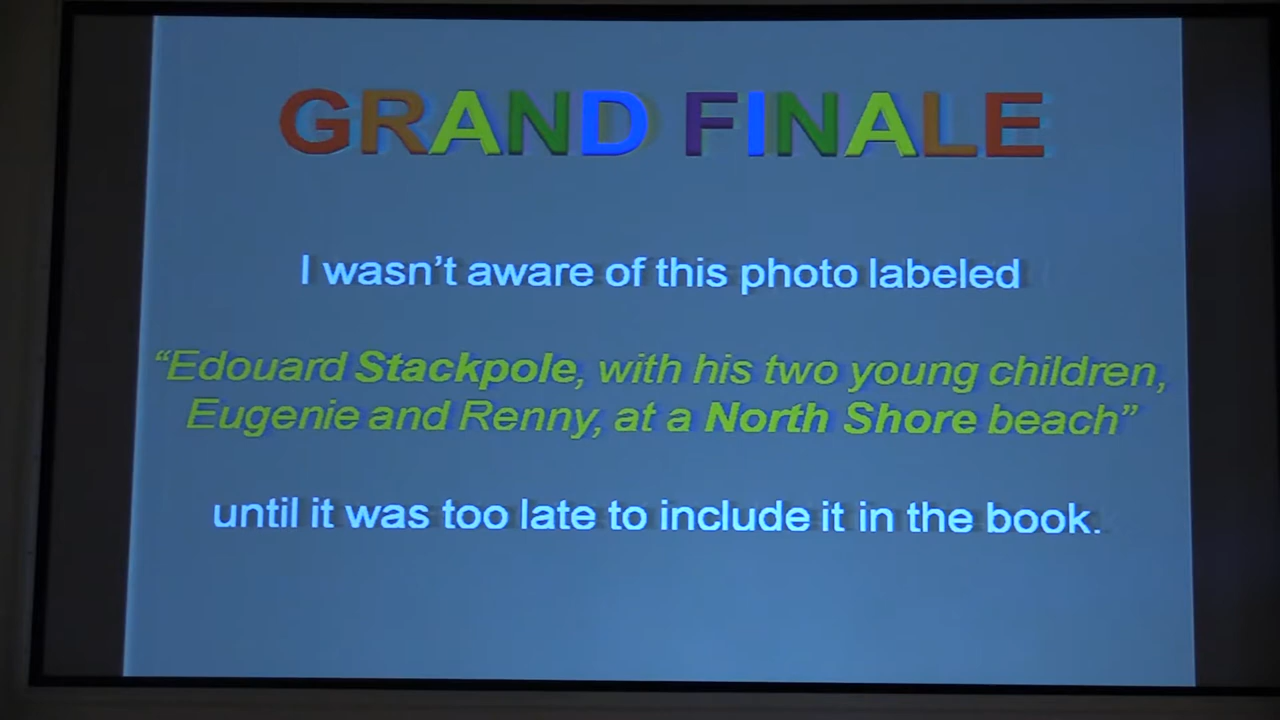 GRAND FINALE
I wasn’t aware of this photo labeled
“Edouard Stackpole, with his two young children,
Eugenie and Renny, at a North Shore beach”
until it was too late to include it in the book.